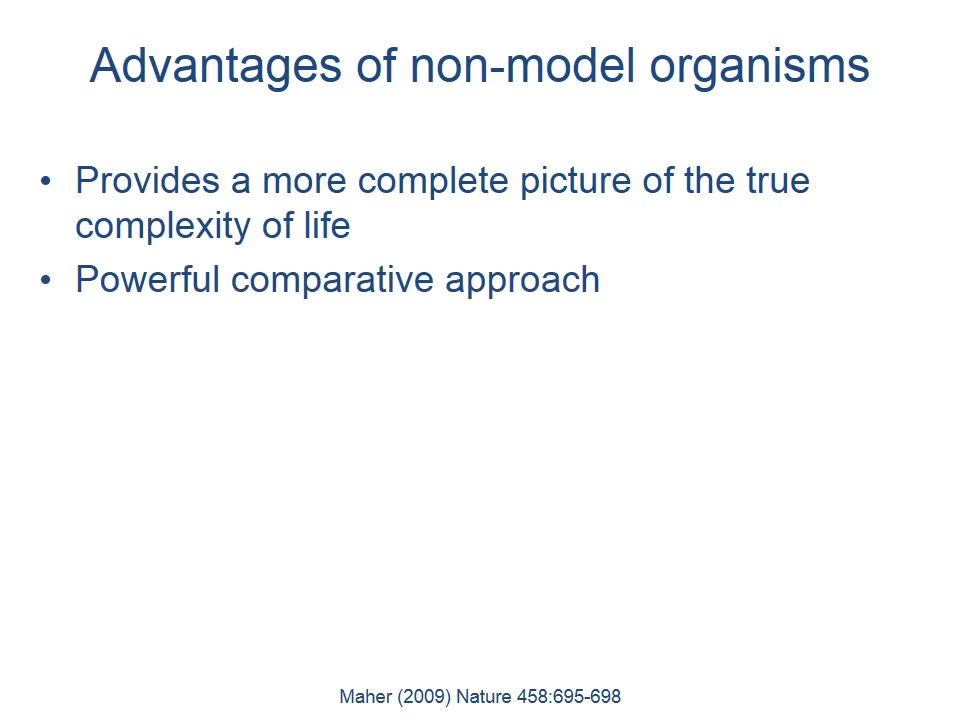 Advantages of non-model organisms
• Provides a more complete picture of the true
complexity of life
• Powerful comparative approach
Maher (2009) Nature 458:695-698